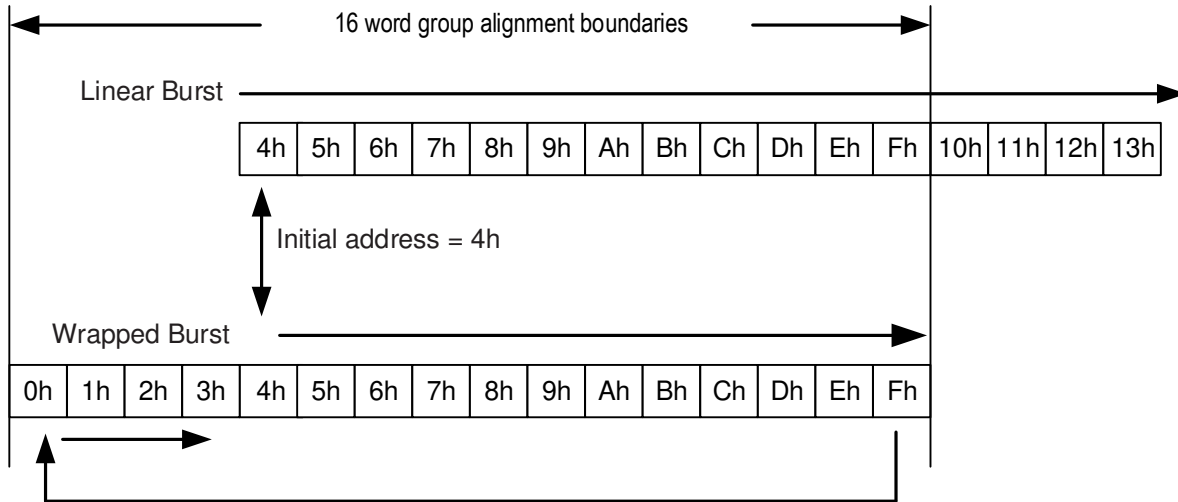 16 word group alignment boundaries
Linear Burst
4h 5h 6h 7h 8h 9h Ah Bh Ch Dh Eh Fh 10h 11h 12h 13h
Initial address = 4h
Wrapped Burst
0h 1h 2h 3h 4h 5h 6h 7h 8h 9h Ah Bh Ch Dh Eh Fh